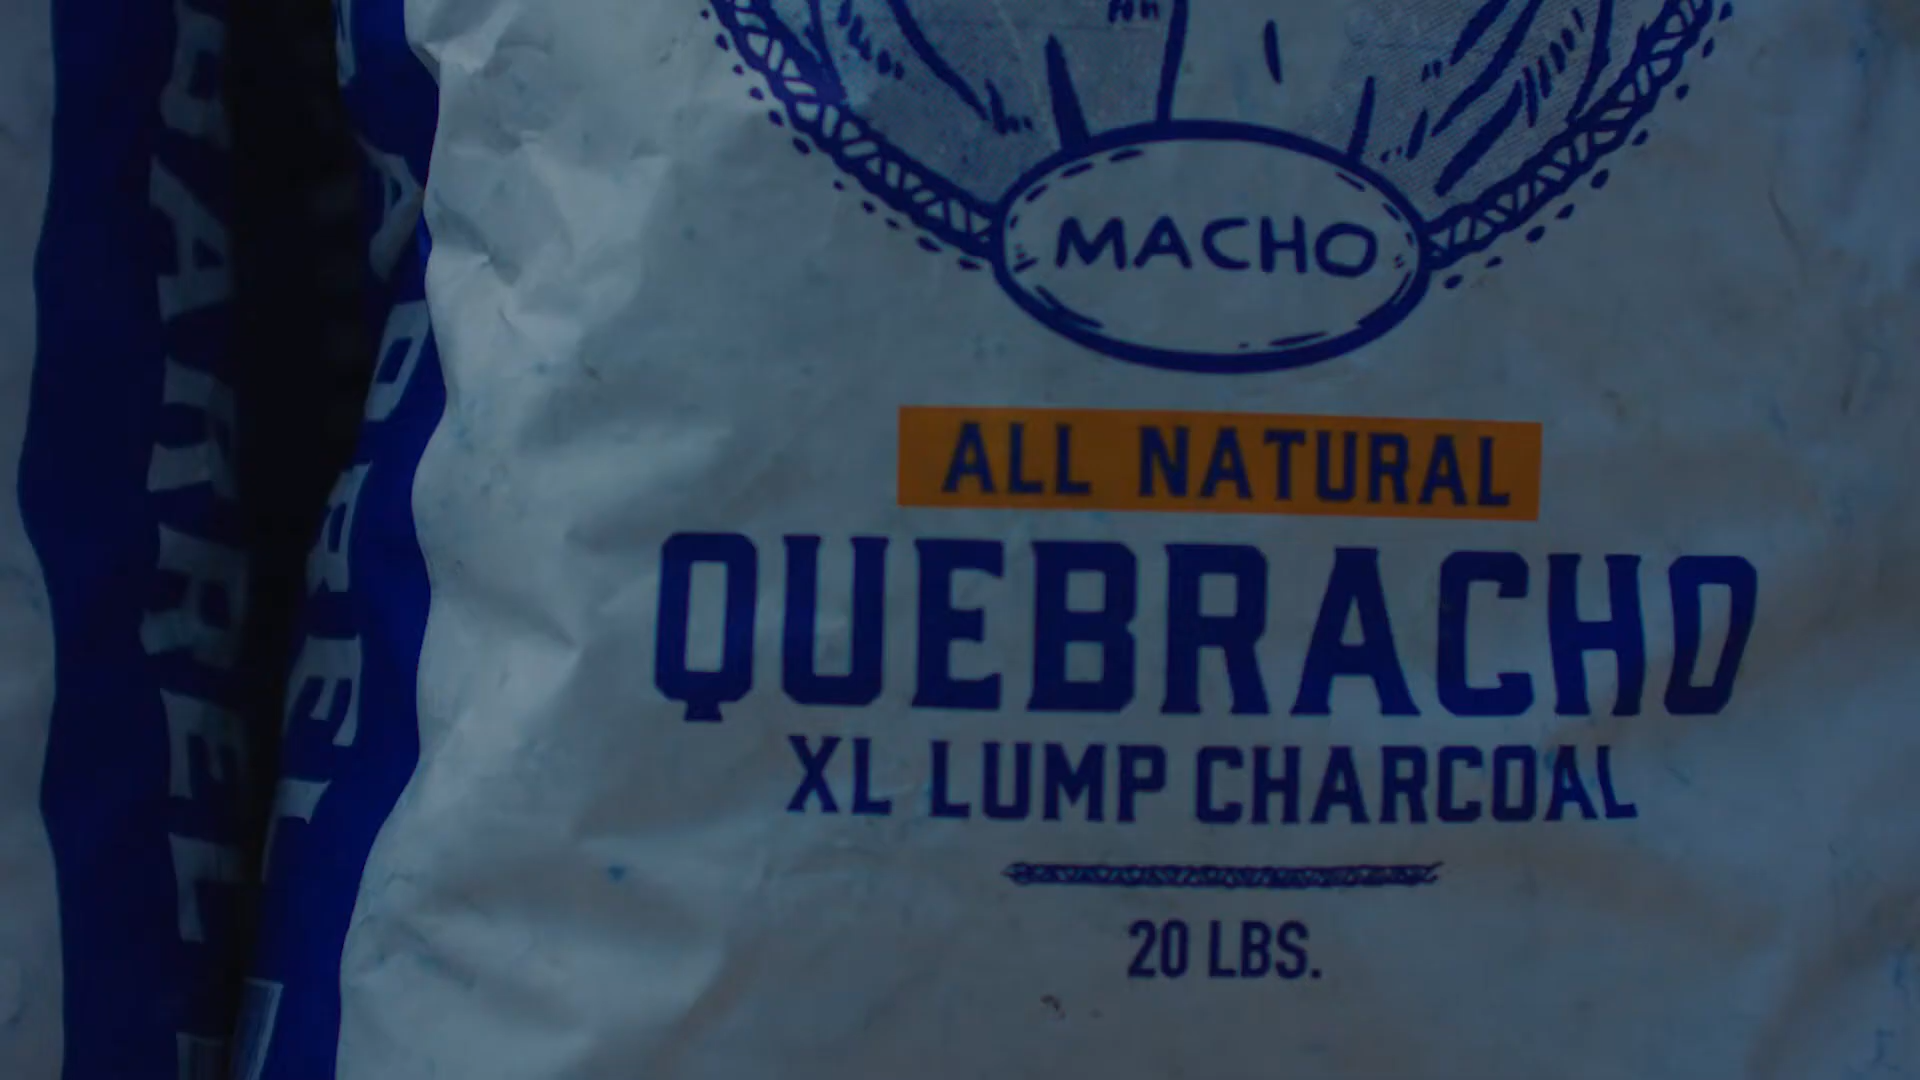 MACHO
ALL NATURAL
QUEBRACHO
XL LUMP CHARCOAL
20 LBS.